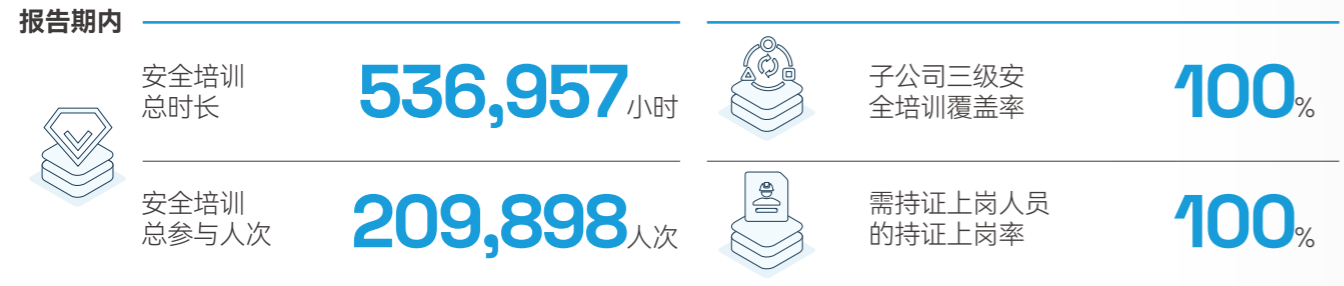 报告期内
安全培训
总时长
536,957小时
安全培训
总参与人次
209,898人次
子公司三级安
全培训覆盖率
100%
需持证上岗人员
的持证上岗率
100%